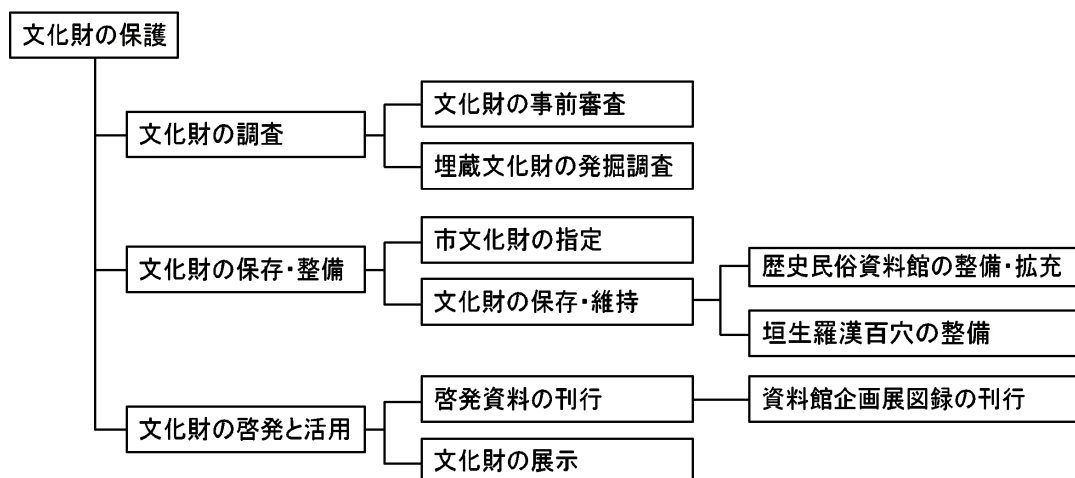 文化財の保護
文化財の調査
文化財の事前審査
埋蔵文化財の発掘調査
文化財の保存・整備
市文化財の指定
文化財の保存・維持
歴史民俗資料館の整備・拡充
垣生羅漢百穴の整備
文化財の啓発と活用
啓発資料の刊行
資料館企画展図録の刊行
文化財の展示